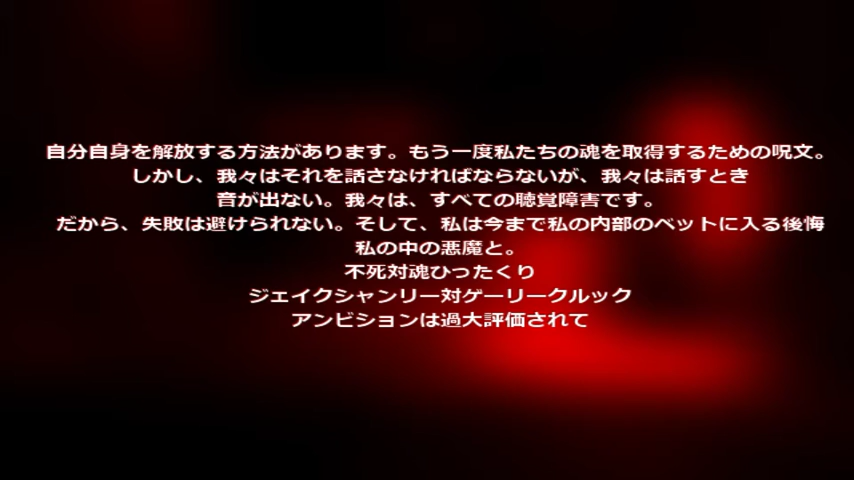 自分自身を解放する方法があります。もう一度私たちの魂を取得するための呪文。
しかし、我々はそれを話さなければならないが、我々は話すとき
音が出ない。我々は、すべての聴覚障害です。
だから、失敗は避けられない。そして、私は今まで私の内部のベットに入る後悔
私の中の悪魔と。
不死対魂ひったくり
ジェイクシャンリー対ゲーリークルック
アンビションは過大評価されて